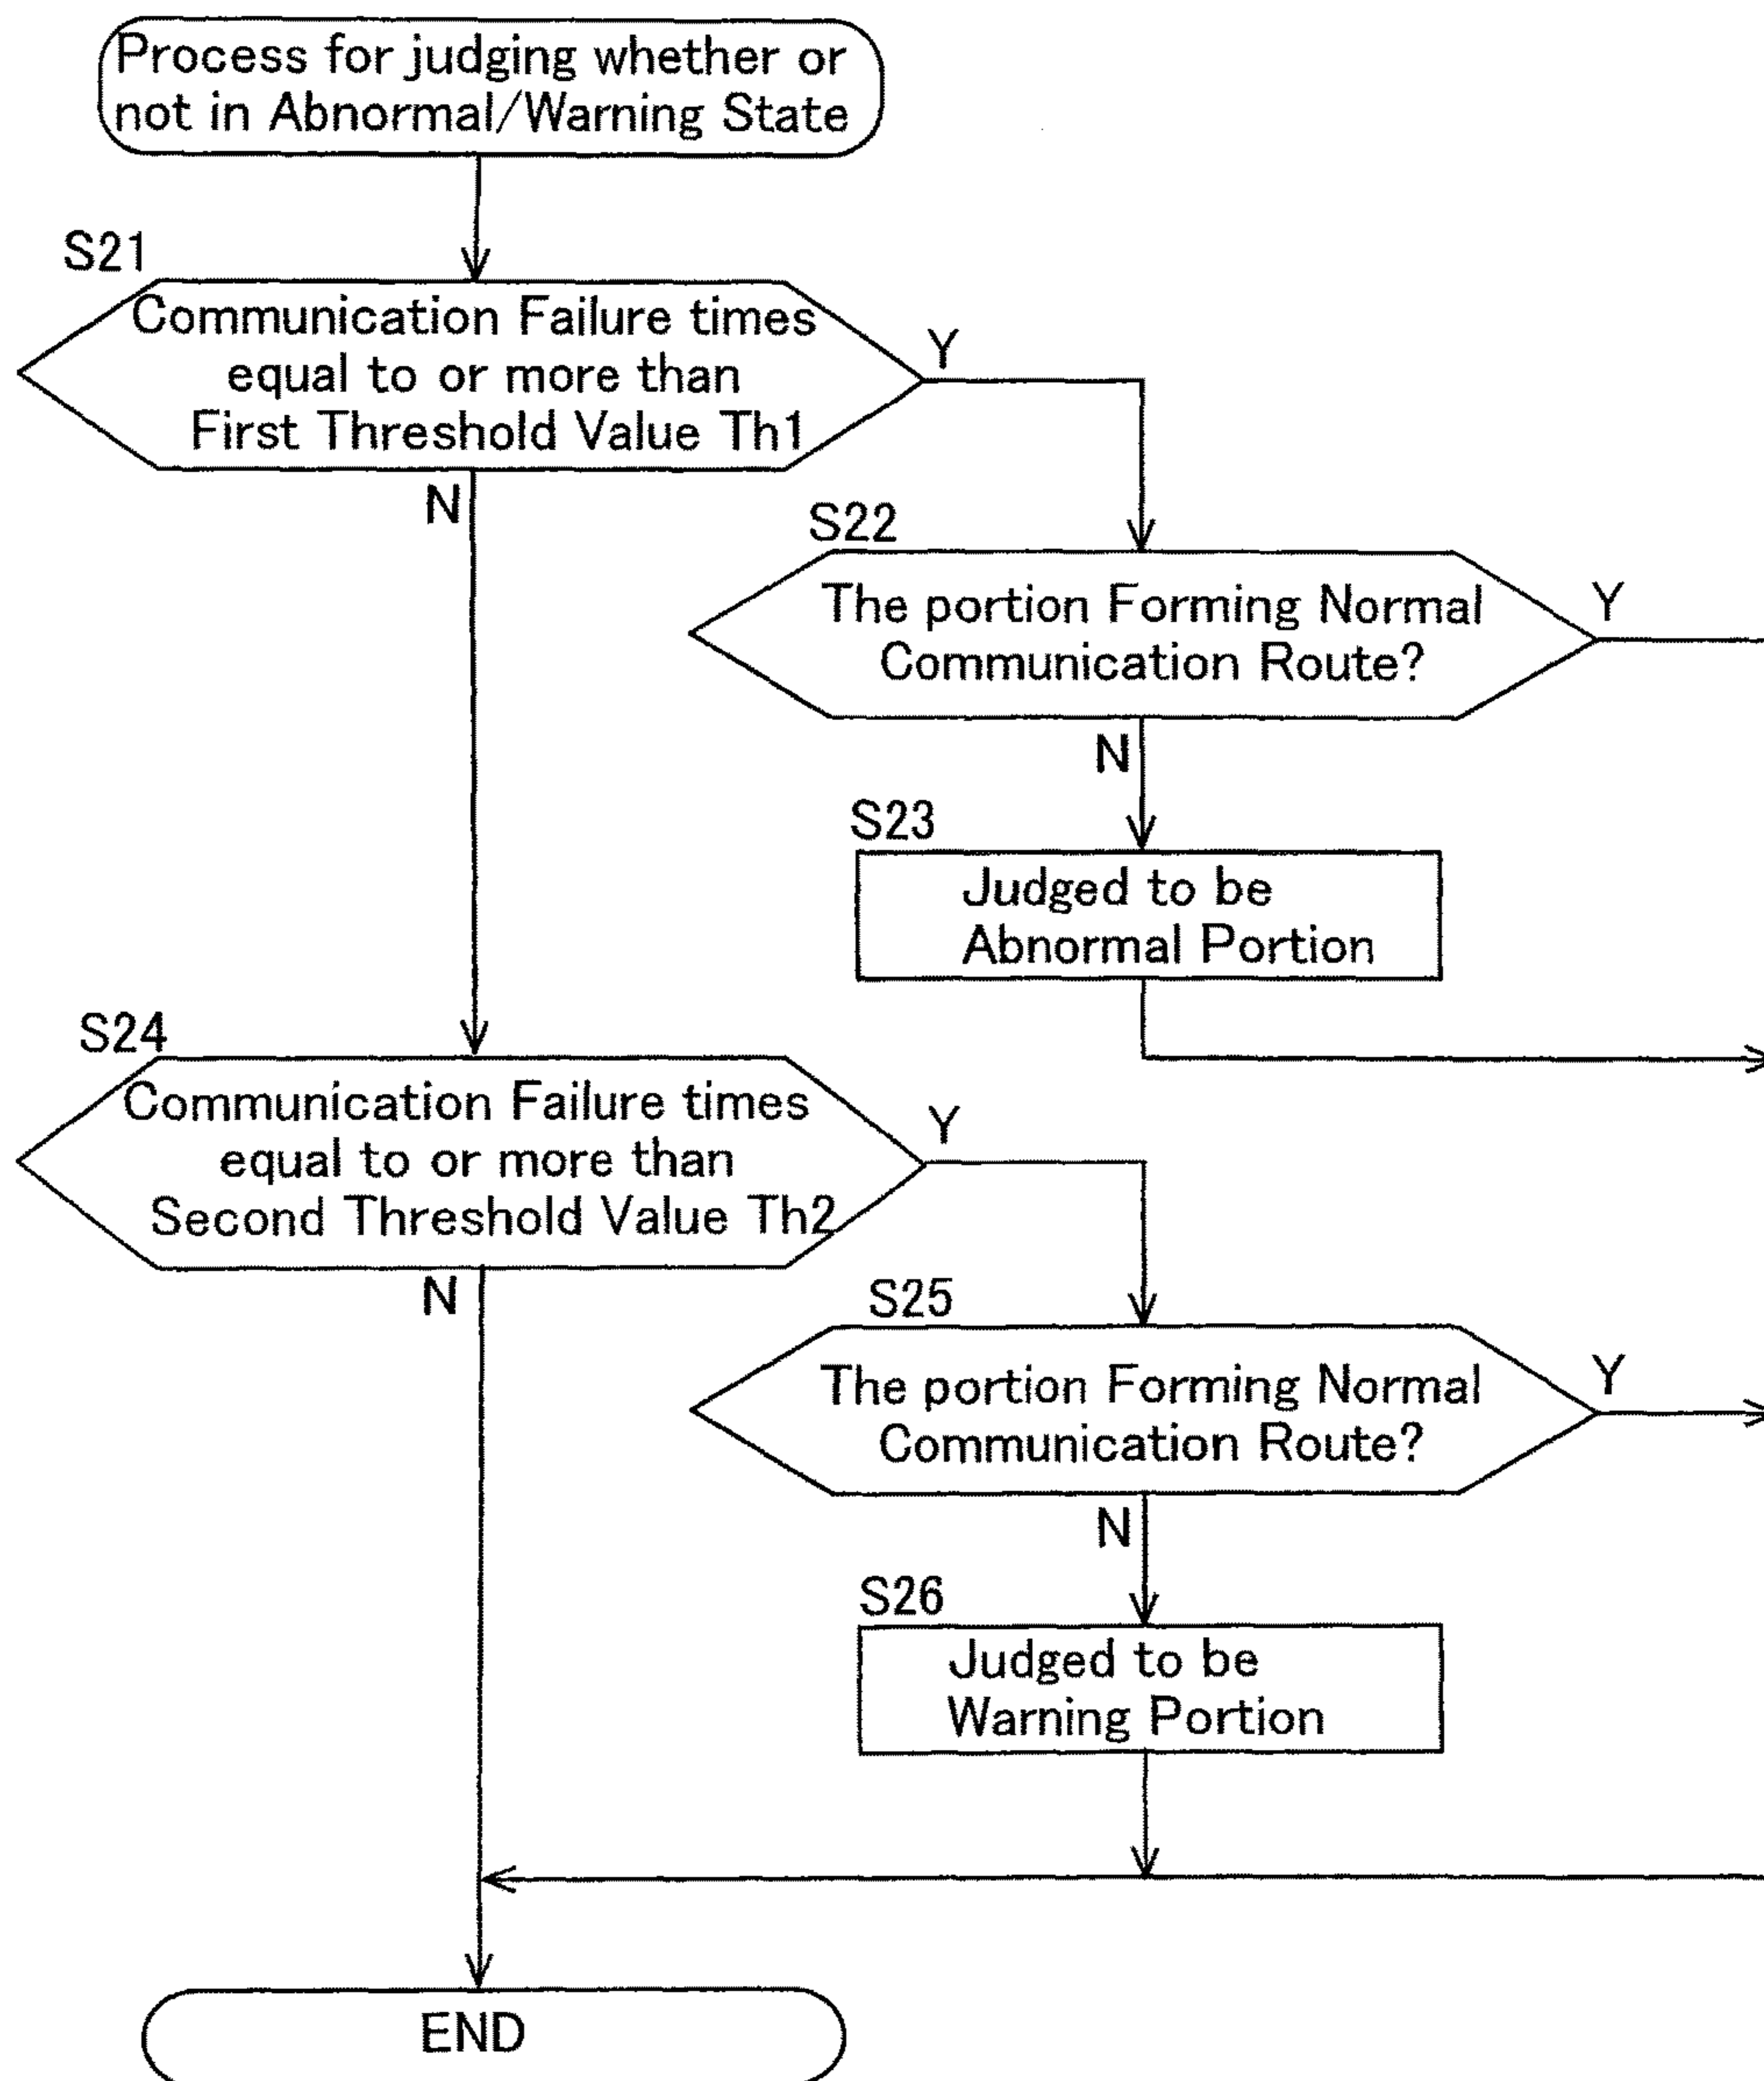 Process for judging whether or
not in Abnormal/Warning State
S21
Communication Failure times
equal to or more than
First Threshold Value Th1
Y
N
S22
The portion Forming Normal
Communication Route?
Y
N
S23
Judged to be
Abnormal Portion
S24
Communication Failure times
equal to or more than
Second Threshold Value Th2
Y
N
S25
The portion Forming Normal
Communication Route?
Y
N
S26
Judged to be
Warning Portion
END